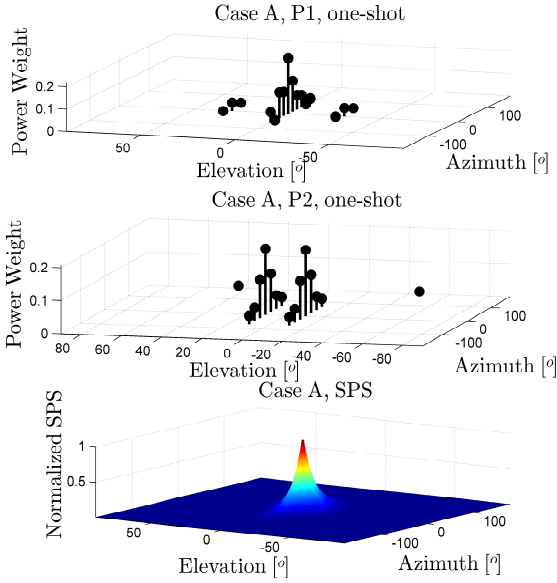 Case A, P1, one-shot
Power Weight
0.2
0.1
0
50
0
-50
Elevation [º]
-100
0
100
Azimuth [º]
Case A, P2, one-shot
Power Weight
0.2
0.1
0
80
60
40
20
0
-20
-40
-60
-80
Elevation [º]
-100
0
100
Azimuth [º]
Case A, SPS
Normalized SPS
1
0.5
50
0
-50
Elevation [º]
-100
0
100
Azimuth [º]